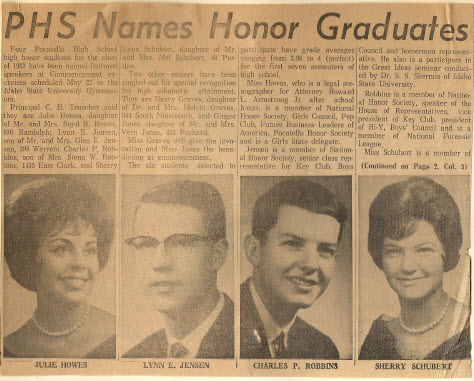 PHS Names Honor Graduates
Four Pocatello High School
high honor students for the class
of 1963 have been named featured
speakers at Commencement ex-
ercises scheduled May 22 in the
Idaho State University Gymnasi-
um.
Principal C. H. Teuscher said
they are Julie Howes, daughter
of Mr. and Mrs. Boyd H. Howes,
876 Randolph; Lynn E. Jensen,
son of Mr. and Mrs. Glen E. Jen-
sen, 298 Warren; Charles P. Rob-
bins, son of Mrs. Stena W. Rob-
bins, 1435 East Clark, and Sherry
Lynn Schubert, daughter of Mr.
and Mrs. Mel Schubert, 49 Pur-
Two other seniors have been
singled out for special recognition
for high scholastic attainment.
They are Nancy Graves, daughter
of Dr. and Mrs. Melvin Graves,
104 South Nineteenth, and Ginger
Jones, daughter of Mr. and Mrs.
Vern Jones, 485 Packard.
Miss Graves will give the invo-
cation and Miss Jones the bene-
diction at commencement.
The six students selected to
participate have grade averages
ranging from 3.96 to 4 (perfect)
for the first seven semesters of
high school.
Miss Howes, who is a legal ste-
nographer for Attorney Howard
L. Armstrong Jr. after school
hours, is a member of National
Honor Society, Girls Council, Pep
Club, Future Business Leaders of
America, Pocatello Honor Society
and is a Girls State delegate.
Jensen is a member of Nation-
al Honor Society, senior class rep-
resentative for Key Club, Boys
Council and homeroom represent-
ative. He is also a participant in
the Great Ideas seminar conduct-
ed by Dr. S. S. Shermis of Idaho
State University.
Robbins is a member of Nation-
al Honor Society, speaker of the
House of Representatives, vice
president of Key Club, president
of Hi-Y, Boys' Council and is a
member of National Forensic
League.
Miss Schubert is a member of
(Continued on Page 2, Col. 3)
JULIE HOWES
LYNN E. JENSEN
CHARLES P. ROBBINS
SHERRY SCHUBERT